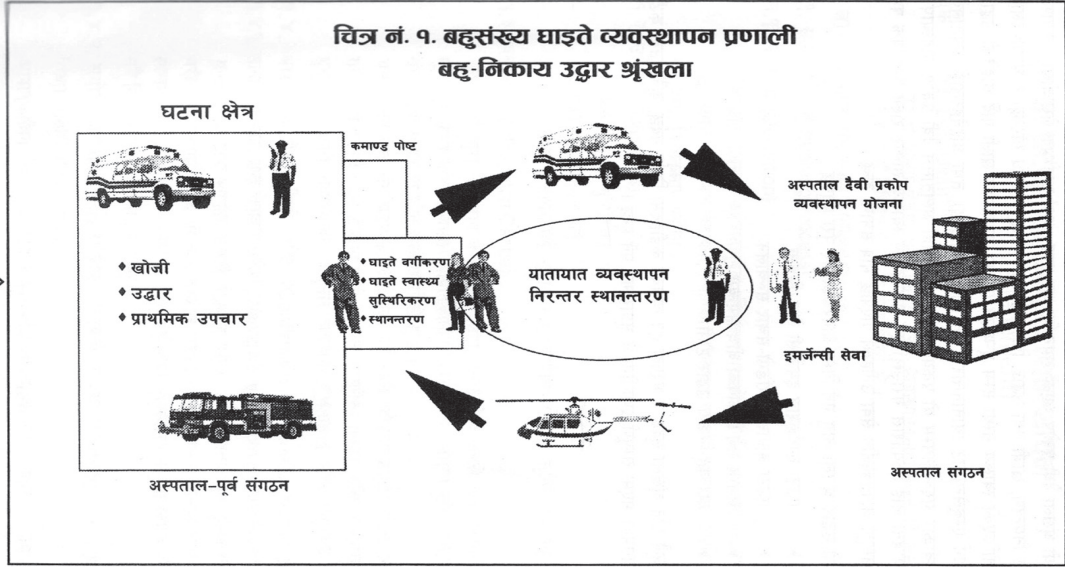 चित्र नं. १. बहुसंख्य घाइते व्यवस्थापन प्रणाली
बहु-निकाय उद्धार श्रृंखला
घटना क्षेत्र
कमाण्ड पोष्ट
खोजी
उद्धार
प्राथमिक उपचार
घाइते वर्गीकरण
घाइते स्वास्थ्य
सुस्थिरिकरण
स्थानन्तरण
यातायात व्यवस्थापन
निरन्तर स्थानन्तरण
अस्पताल दैवी प्रकोप
व्यवस्थापन योजना
इमर्जेन्सी सेवा
अस्पताल-पूर्व संगठन
अस्पताल संगठन